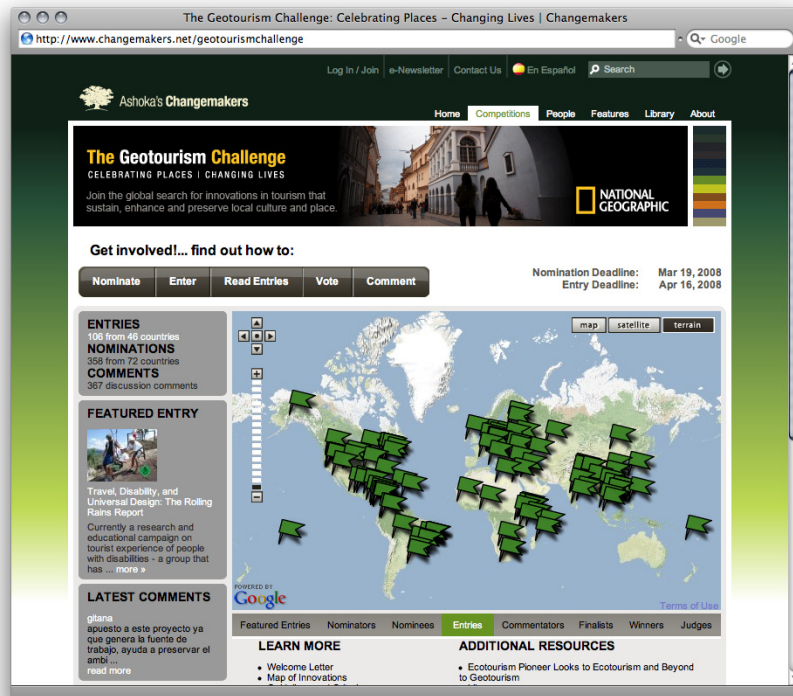 The Geotourism Challenge: Celebrating Places – Changing Lives | Changemakers
http://www.changemakers.net/geotourismchallenge
Google
Log In / Join
e-Newsletter
Contact Us
En Español
Search
Ashoka's Changemakers
Home
Competitions
People
Features
Library
About
The Geotourism Challenge
CELEBRATING PLACES | CHANGING LIVES
Join the global search for innovations in tourism that
sustain, enhance and preserve local culture and place.
NATIONAL
GEOGRAPHIC
Get involved!... find out how to:
Nominate
Enter
Read Entries
Vote
Comment
Nomination Deadline: Mar 19, 2008
Entry Deadline: Apr 16, 2008
ENTRIES
106 from 46 countries
NOMINATIONS
358 from 72 countries
COMMENTS
367 discussion comments
FEATURED ENTRY
Travel, Disability, and
Universal Design: The Rolling
Rains Report
Currently a research and
educational campaign on
tourist experience of people
with disabilities - a group that
has ... more »
LATEST COMMENTS
gitana
apuesto a este proyecto ya
que genera la fuente de
trabajo, ayuda a preservar el
ambi ...
read more
map
satellite
terrain
POWERED BY
Google
Terms of Use
Featured Entries
Nominators
Nominees
Entries
Commentators
Finalists
Winners
Judges
LEARN MORE
• Welcome Letter
• Map of Innovations
ADDITIONAL RESOURCES
• Ecotourism Pioneer Looks to Ecotourism and Beyond
to Geotourism